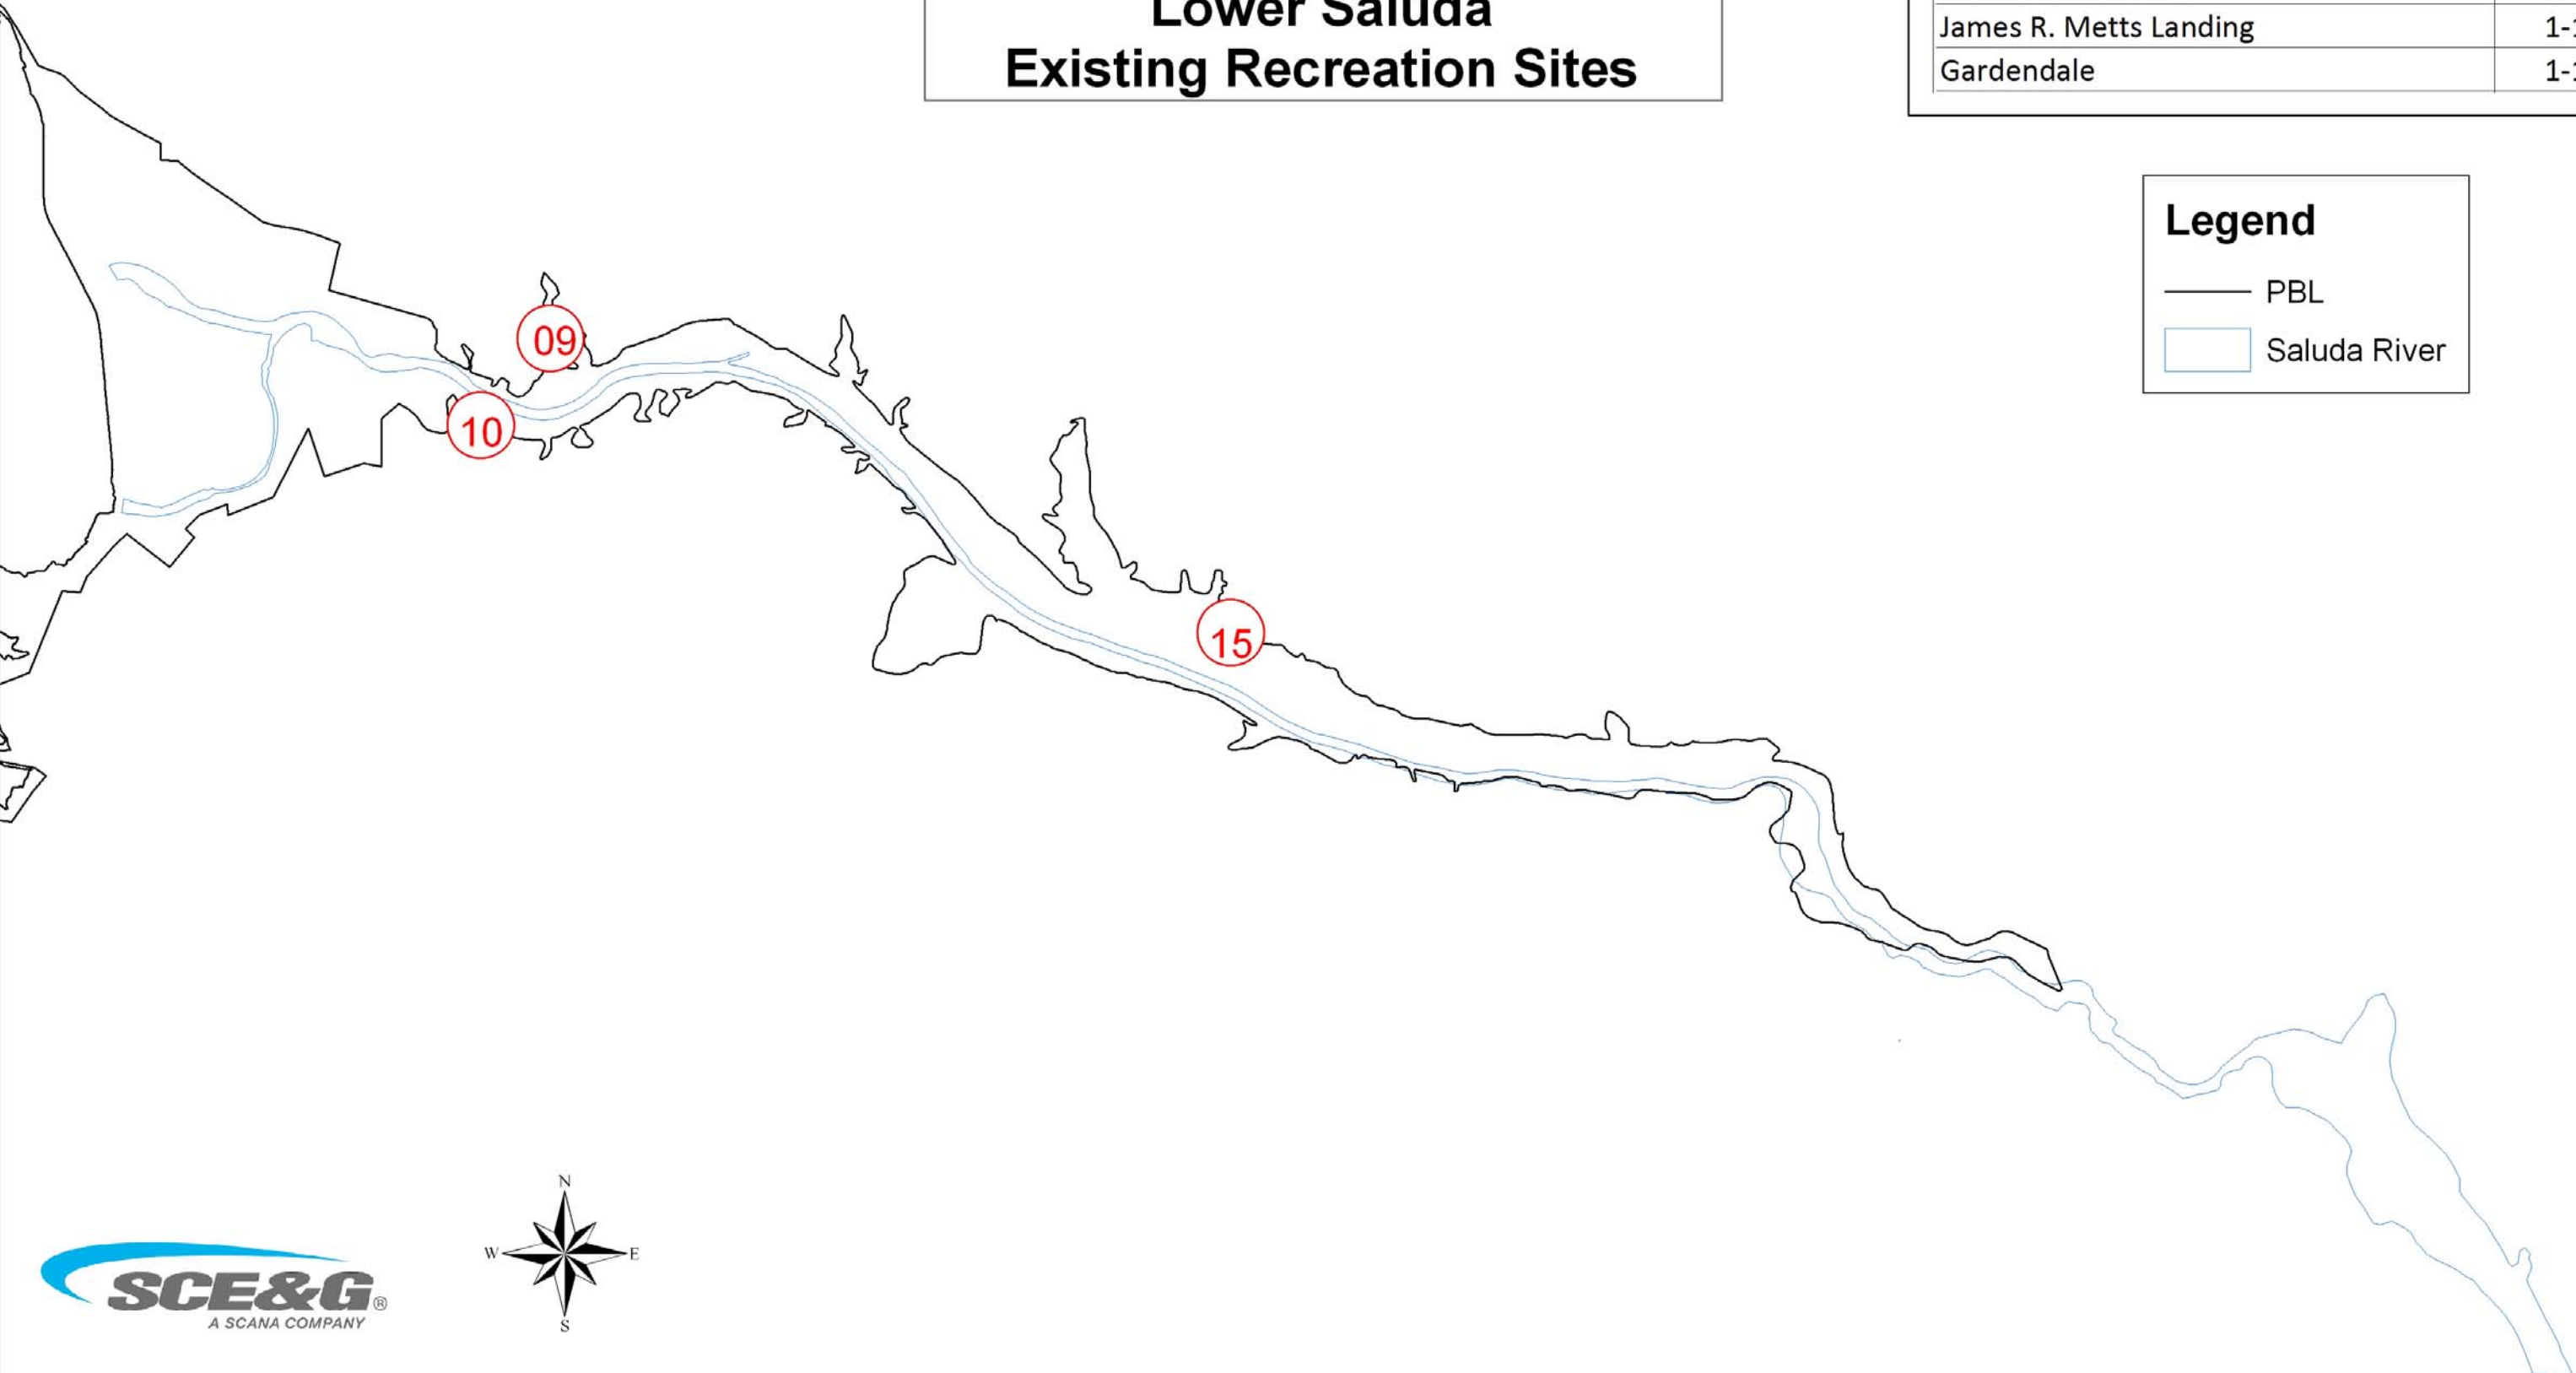 Lower Saluda
Existing Recreation Sites
James R. Metts Landing
Gardendale
Legend
PBL
Saluda River
09
10
15
N
W
E
S
SCE&G®
A SCANA COMPANY